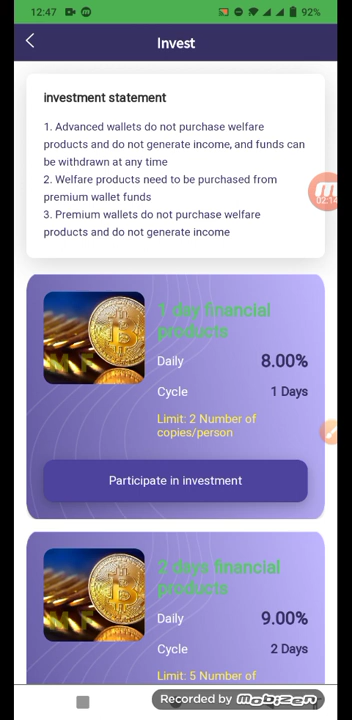 12:47
92%
Invest
investment statement
1. Advanced wallets do not purchase welfare
products and do not generate income, and funds can
be withdrawn at any time
2. Welfare products need to be purchased from
premium wallet funds
3. Premium wallets do not purchase welfare
products and do not generate income
02:14
1 day financial
products
Daily 8.00%
Cycle 1 Days
Limit: 2 Number of
copies/person
Participate in investment
2 days financial
products
Daily 9.00%
Cycle 2 Days
Limit: 5 Number of
Recorded by mobizen